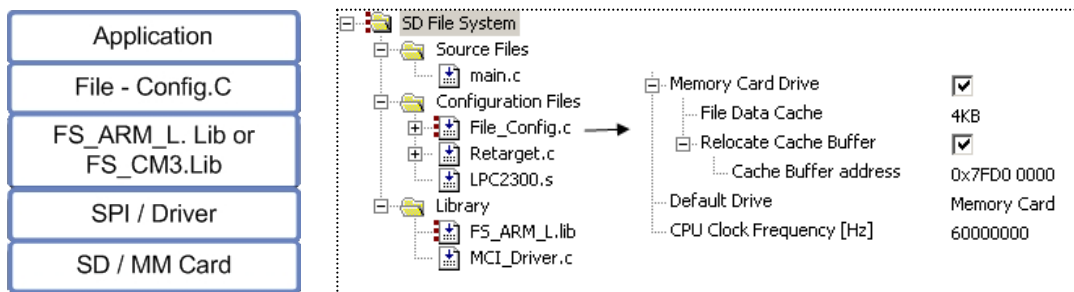 Application
File - Config.C
FS_ARM_L. Lib or
FS_CM3.Lib
SPI / Driver
SD / MM Card
SD File System
Source Files
main.c
Configuration Files
File_Config.c
Retarget.c
LPC2300.s
Library
FS_ARM_L.lib
MCI_Driver.c
Memory Card Drive
File Data Cache 4KB
Relocate Cache Buffer
Cache Buffer address 0x7FD0 0000
Default Drive Memory Card
CPU Clock Frequency [Hz] 60000000